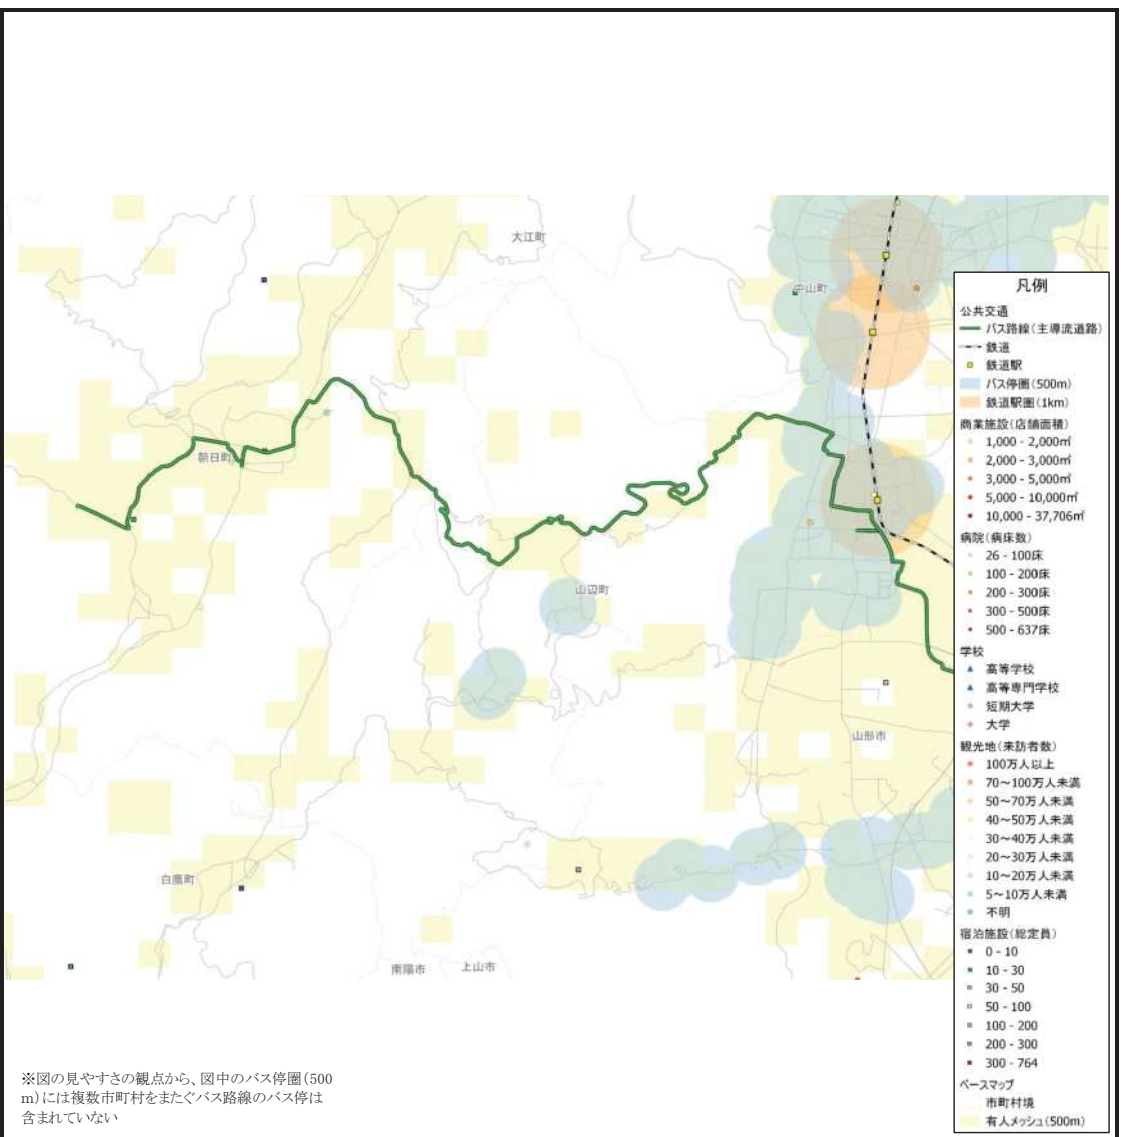 大江町
中山町
朝日町
山辺町
山形市
白鷹町
南陽市
上山市
凡例
公共交通
バス路線(主導流道路)
鉄道
鉄道駅
バス停圏(500m)
鉄道駅圏(1km)
商業施設(店舗面積)
1,000 - 2,000㎡
2,000 - 3,000㎡
3,000 - 5,000㎡
5,000 - 10,000㎡
10,000 - 37,706㎡
病院(病床数)
26 - 100床
100 - 200床
200 - 300床
300 - 500床
500 - 637床
学校
高等学校
高等専門学校
短期大学
大学
観光地(来訪者数)
100万人以上
70～100万人未満
50～70万人未満
40～50万人未満
30～40万人未満
20～30万人未満
10～20万人未満
5～10万人未満
不明
宿泊施設(総定員)
0 - 10
10 - 30
30 - 50
50 - 100
100 - 200
200 - 300
300 - 764
ベースマップ
市町村境
有人メッシュ(500m)
※図の見やすさの観点から、図中のバス停圏(500
m)には複数市町村をまたぐバス路線のバス停は
含まれていない